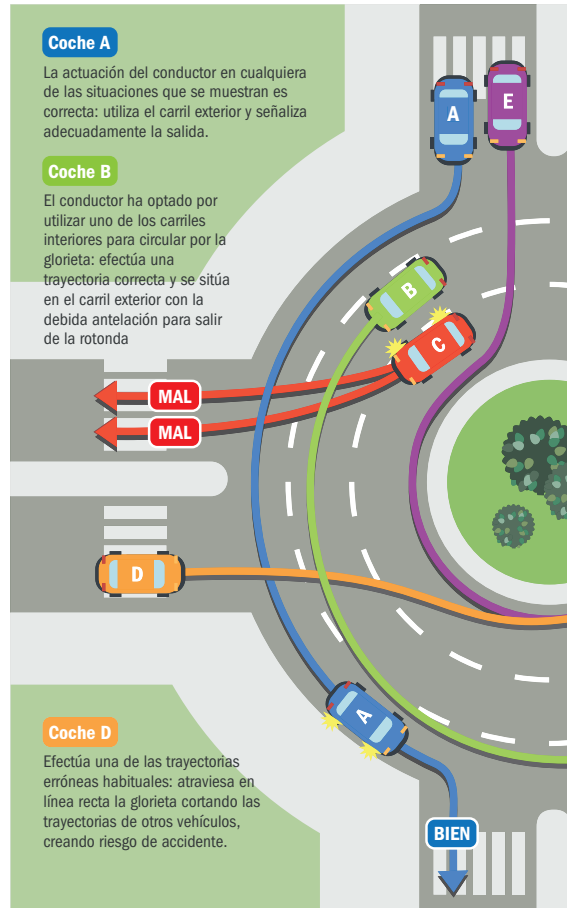 Coche A
La actuación del conductor en cualquiera
de las situaciones que se muestran es
correcta: utiliza el carril exterior y señaliza
adecuadamente la salida.
Coche B
El conductor ha optado por
utilizar uno de los carriles
interiores para circular por la
glorieta: efectúa una
trayectoria correcta y se sitúa
en el carril exterior con la
debida antelación para salir
de la rotonda
A
E
B
C
MAL
MAL
D
A
Coche D
Efectúa una de las trayectorias
erróneas habituales: atraviesa en
línea recta la glorieta cortando las
trayectorias de otros vehículos,
creando riesgo de accidente.
BIEN